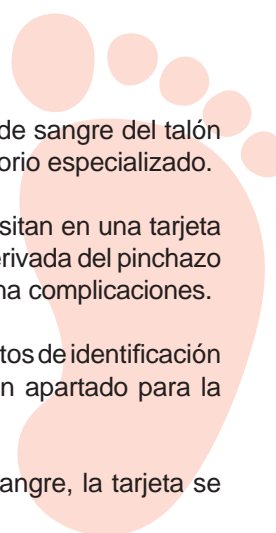 de sangre del talón
orio especializado.
sitan en una tarjeta
erivada del pinchazo
na complicaciones.
tos de identificación
n apartado para la
angre, la tarjeta se